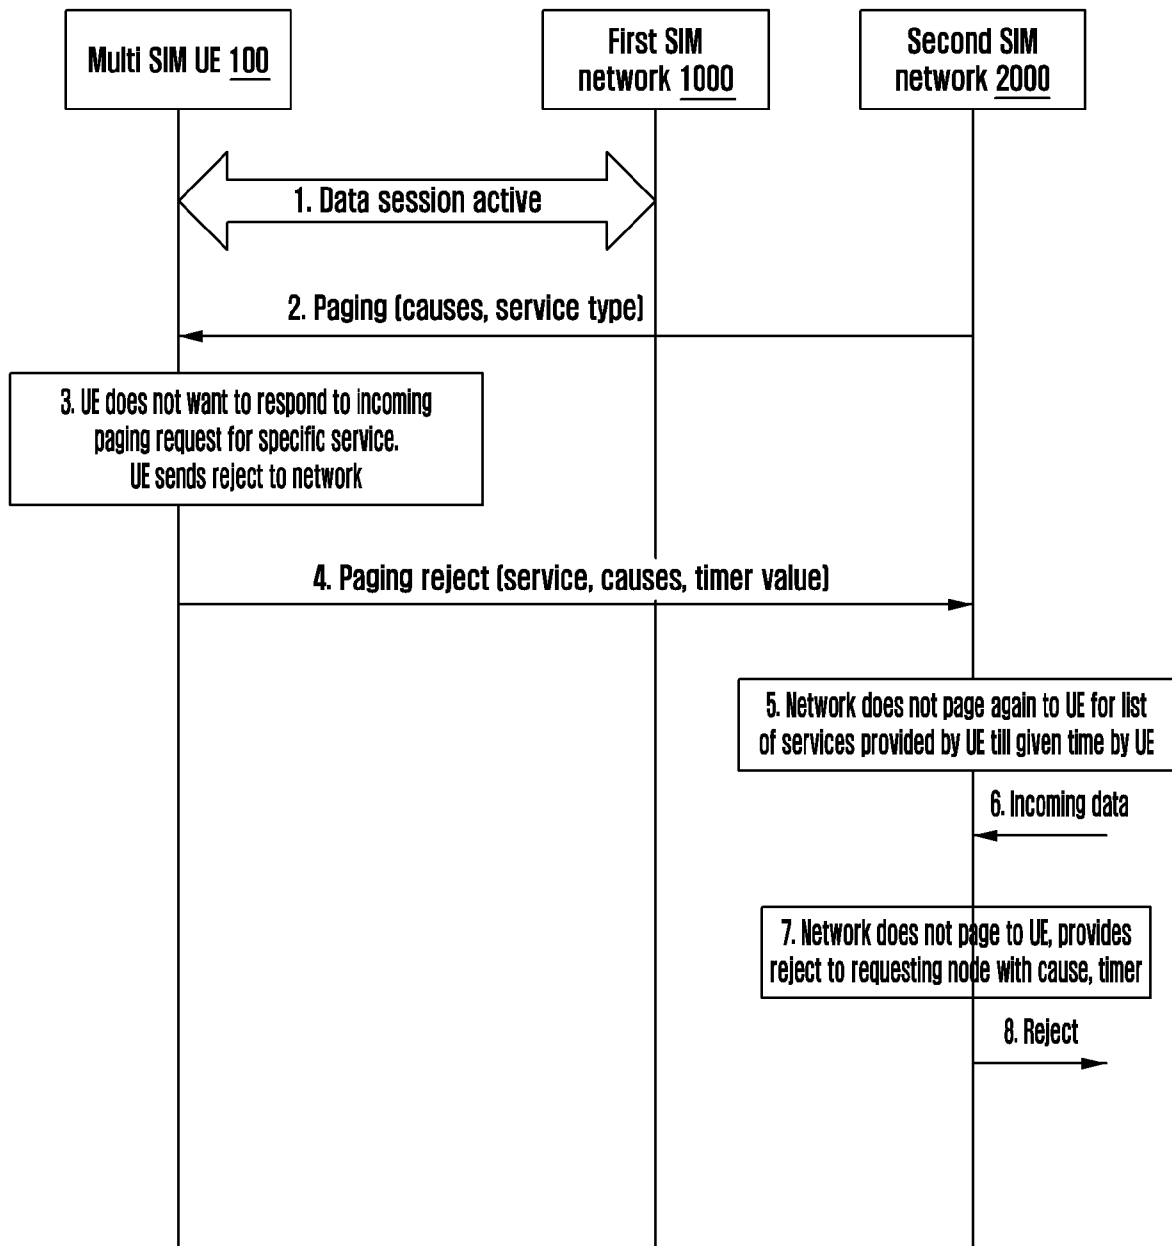 Multi SIM UE 100
First SIM
network 1000
Second SIM
network 2000
1. Data session active
2. Paging (causes, service type)
3. UE does not want to respond to incoming
paging request for specific service.
UE sends reject to network
4. Paging reject (service, causes, timer value)
5. Network does not page again to UE for list
of services provided by UE till given time by UE
6. Incoming data
7. Network does not page to UE, provides
reject to requesting node with cause, timer
8. Reject